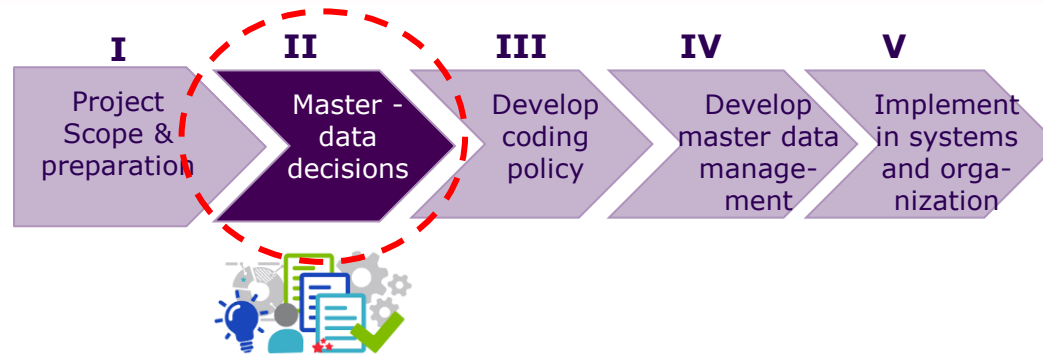 I
II
III
IV
V
Project
Scope &
preparation
Master -
data
decisions
Develop
coding
policy
Develop
master data
manage-
ment
Implement
in systems
and orga-
nization